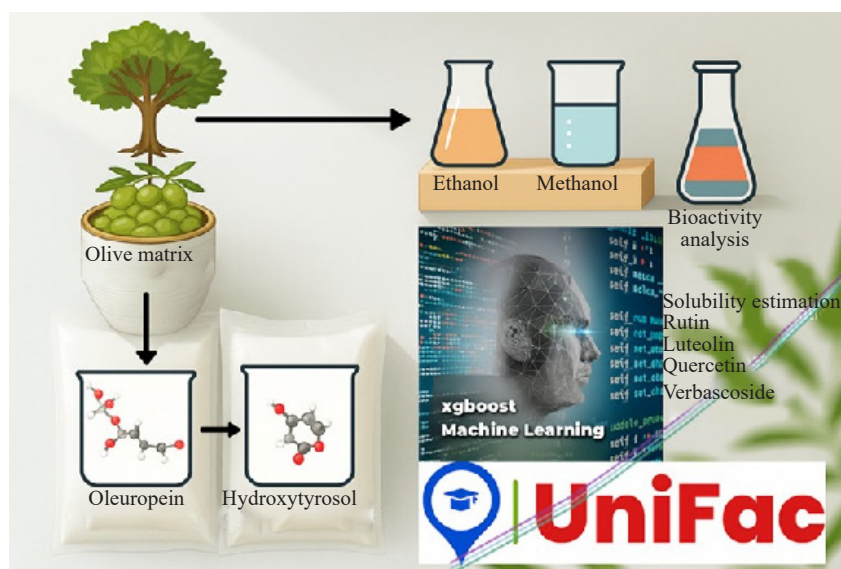 Ethanol
Methanol
Bioactivity
analysis
Olive matrix
Solubility estimation
Rutin
Luteolin
Quercetin
Verbascoside
xgboost
Machine Learning
Oleuropein
Hydroxytyrosol
UniFac